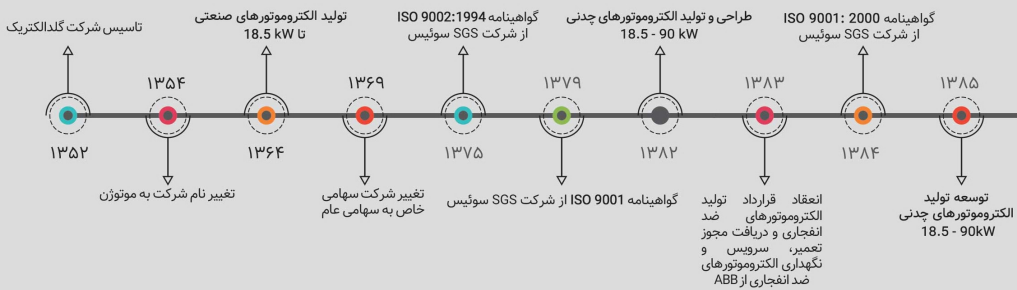 تاسیس شرکت گلدالکتریک
۱۳۵۲
۱۳۵۴
تغییر نام شرکت به موتوژن
تولید الکتروموتورهای صنعتی
تا 18.5 kW
۱۳۶۴
۱۳۶۹
تغییر شرکت سهامی
خاص به سهامی عام
گواهینامه ISO 9002:1994
از شرکت SGS سوئیس
۱۳۷۵
۱۳۷۹
گواهینامه ISO 9001 از شرکت SGS سوئیس
طراحی و تولید الکتروموتورهای چدنی
18.5 - 90 kW
۱۳۸۲
۱۳۸۳
انعقاد قرارداد تولید
الکتروموتورهای ضد
انفجاری و دریافت مجوز
تعمیر، سرویس و
نگهداری الکتروموتورهای
ضد انفجاری از ABB
گواهینامه ISO 9001: 2000
از شرکت SGS سوئیس
۱۳۸۴
۱۳۸۵
توسعه تولید
الکتروموتورهای چدنی
18.5 - 90kW